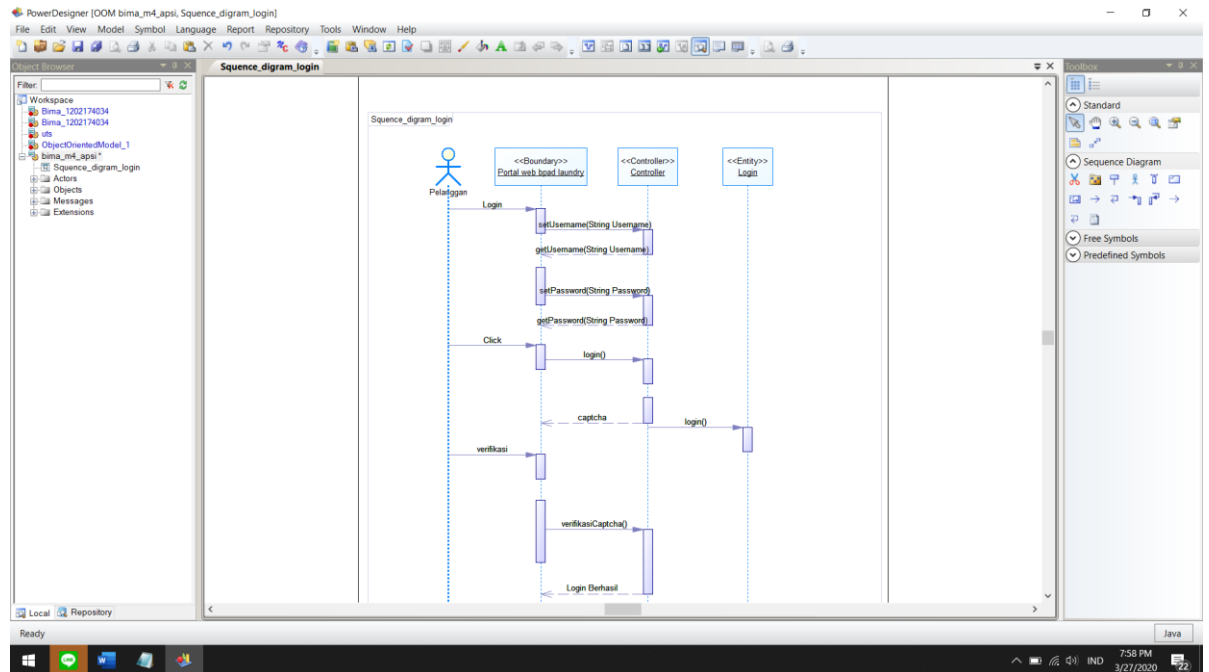 PowerDesigner [OOM bima_m4_apsi, Squence_digram_login]
File Edit View Model Symbol Language Report Repository Tools Window Help
Object Browser
Squence_digram_login
Toolbox
Filter:
Workspace
Bima_1202174034
Bima_1202174034
uts
ObjectOrientedModel_1
bima_m4_apsi *
Squence_digram_login
Actors
Objects
Messages
Extensions
Squence_digram_login
Pelanggan
<<Boundary>>
Portal web bpad laundry
<<Controller>>
Controller
<<Entity>>
Login
Login
setUsername(String Username)
getUsername(String Username)
setPassword(String Password)
getPassword(String Password)
Click
login()
captcha
login()
verifikasi
verifikasiCaptcha()
Login Berhasil
Standard
Sequence Diagram
Free Symbols
Predefined Symbols
Local Repository
Ready
Java
IND
7:58 PM
3/27/2020
22